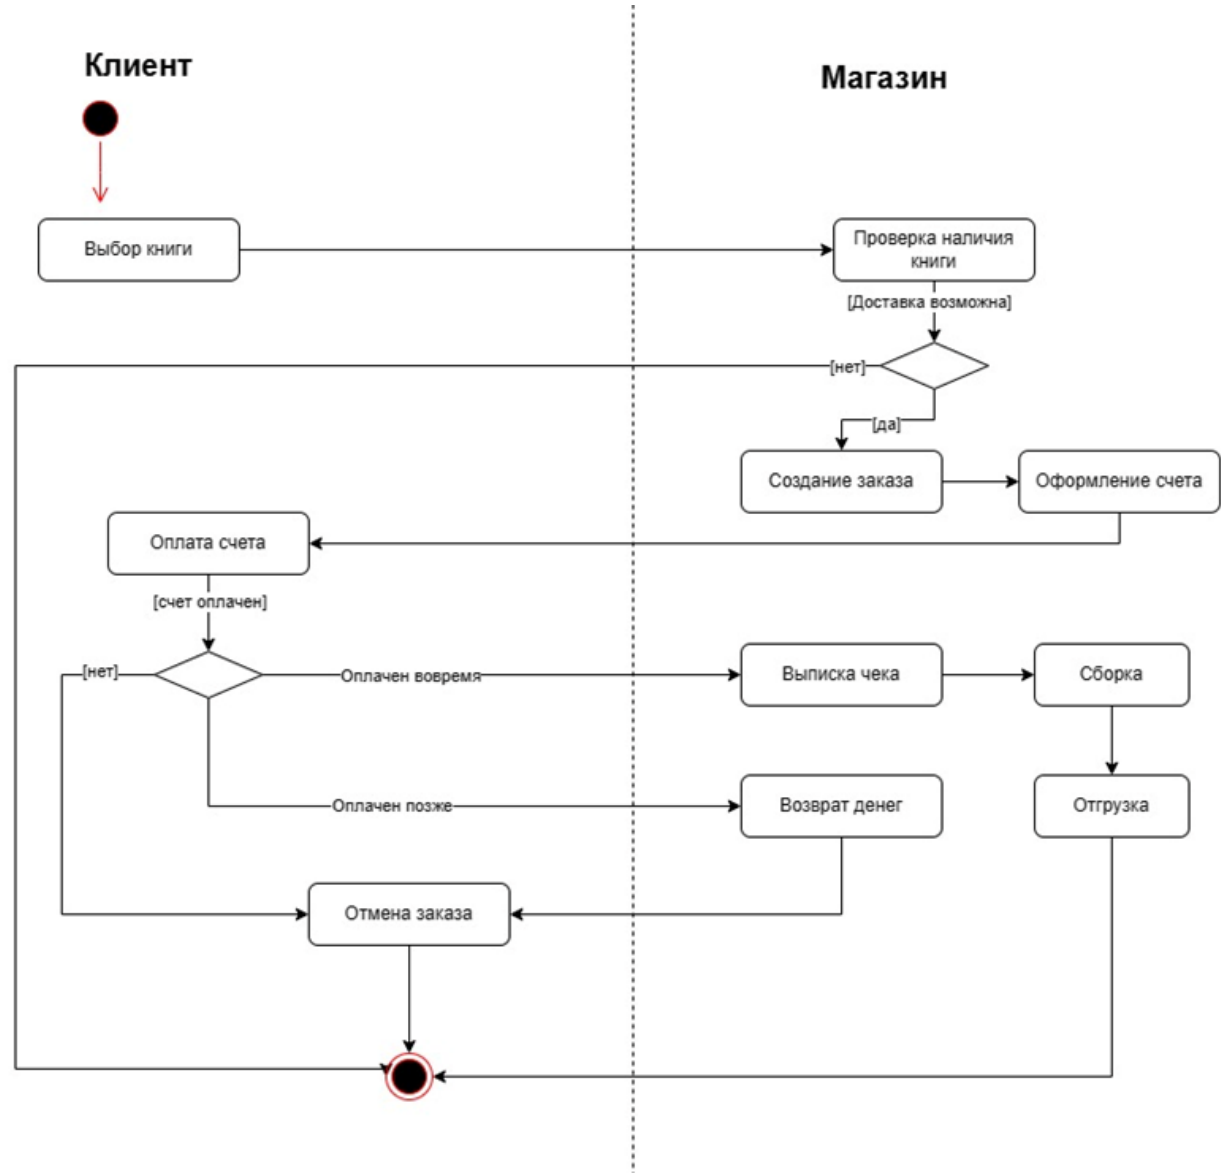 Клиент
Магазин
Выбор книги
Проверка наличия
книги
[Доставка возможна]
[нет]
[да]
Создание заказа
Оформление счета
Оплата счета
[счет оплачен]
[нет]
Оплачен вовремя
Выписка чека
Сборка
Оплачен позже
Возврат денег
Отгрузка
Отмена заказа